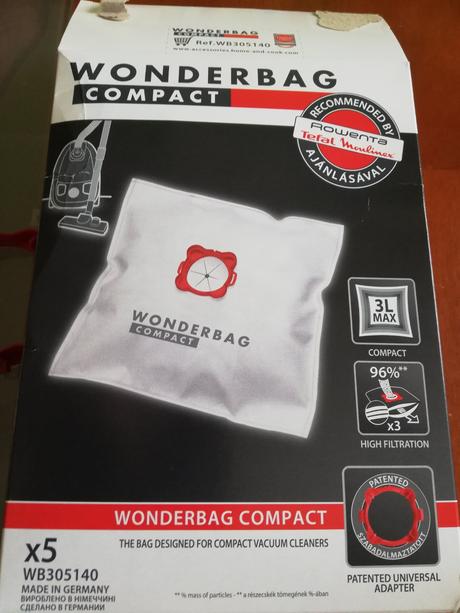 WONDERBAG
COMPACT
Ref.WB305140
www.accessories.home-and-cook.com
WONDERBAG
COMPACT
RECOMMENDED BY
Rowenta
Tefal Moulinex
AJÁNLÁSÁVAL
WONDERBAG
COMPACT
3L
MAX
COMPACT
96%**
x3
HIGH FILTRATION
PATENTED
SZABADALMAZTATOTT
PATENTED UNIVERSAL
ADAPTER
WONDERBAG COMPACT
x5
THE BAG DESIGNED FOR COMPACT VACUUM CLEANERS
WB305140
MADE IN GERMANY
ВИРОБЛЕНО В НІМЕЧЧИНІ
СДЕЛАНО В ГЕРМАНИИ
** % mass of particles - ** a részecskék tömegének %-ában